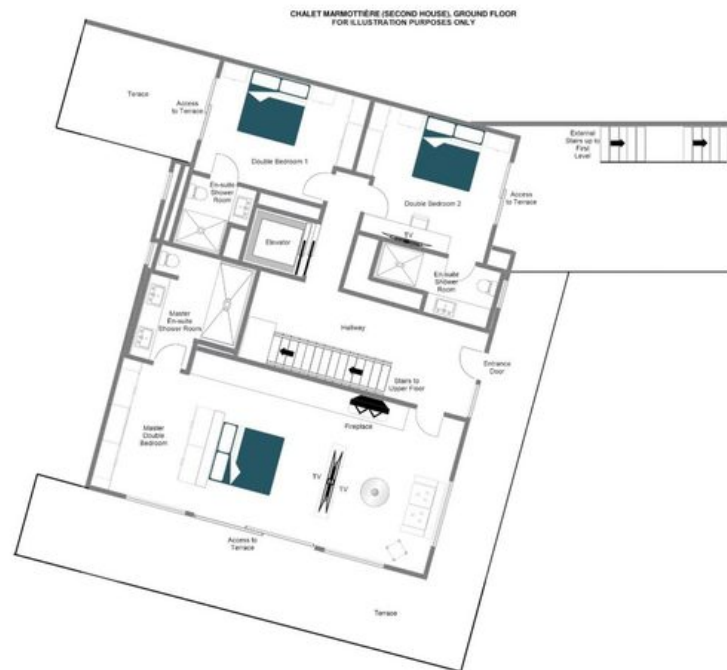 CHALET MARMOTTIÈRE (SECOND HOUSE), GROUND FLOOR
FOR ILLUSTRATION PURPOSES ONLY
Terace
Access
to Terrace
Double Bedroom 1
External
Stairs up to
First
Level
En-suite
Shower
Room
Double Bedroom 2
Access
to Terrace
TV
Elevator
En-suite
Shower
Room
Master
En-suite
Shower Room
Hallway
Entrance
Door
Stairs to
Upper Floor
Fireplace
Master
Double
Bedroom
TV
TV
Access to
Terrace
Terrace